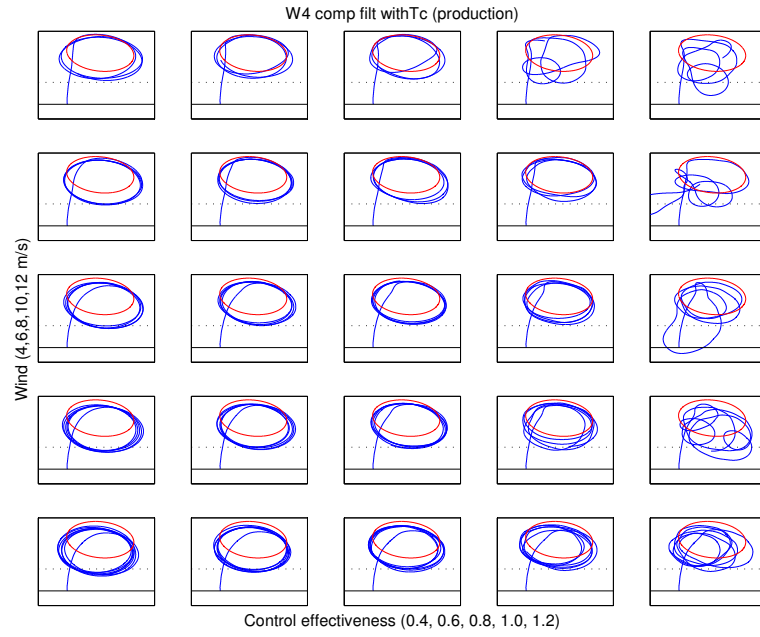 W4 comp filt withTc (production)
Wind (4,6,8,10,12 m/s)
Control effectiveness (0.4, 0.6, 0.8, 1.0, 1.2)